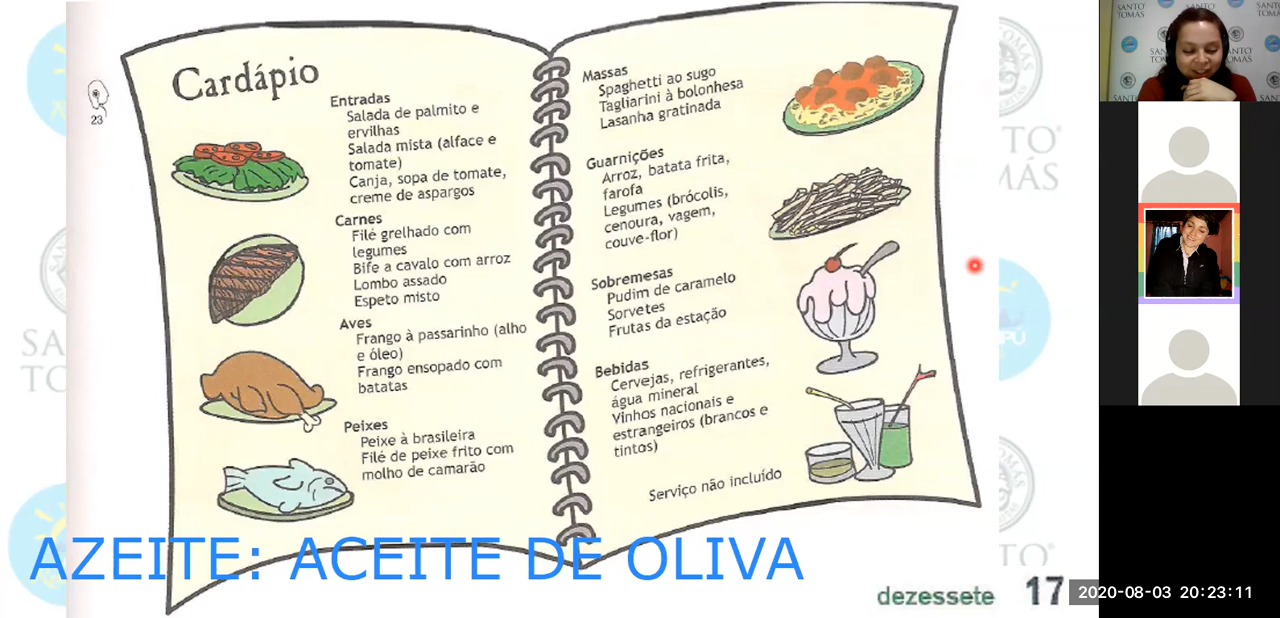 Cardápio
23
Entradas
Salada de palmito e
ervilhas
Salada mista (alface e
tomate)
Canja, sopa de tomate,
creme de aspargos
Carnes
Filé grelhado com
legumes
Bife a cavalo com arroz
Lombo assado
Espeto misto
Aves
Frango à passarinho (alho
e óleo)
Frango ensopado com
batatas
Peixes
Peixe à brasileira
Filé de peixe frito com
molho de camarão
Massas
Spaghetti ao sugo
Tagliarini à bolonhesa
Lasanha gratinada
Guarnições
Arroz, batata frita,
farofa
Legumes (brócolis,
cenoura, vagem,
couve-flor)
Sobremesas
Pudim de caramelo
Sorvetes
Frutas da estação
Bebidas
Cervejas, refrigerantes,
água mineral
Vinhos nacionais e
estrangeiros (brancos e
tintos)
Serviço não incluído
AZEITE: ACEITE DE OLIVA
dezessete 17
2020-08-03 20:23:11
SANTO
TOMÁS